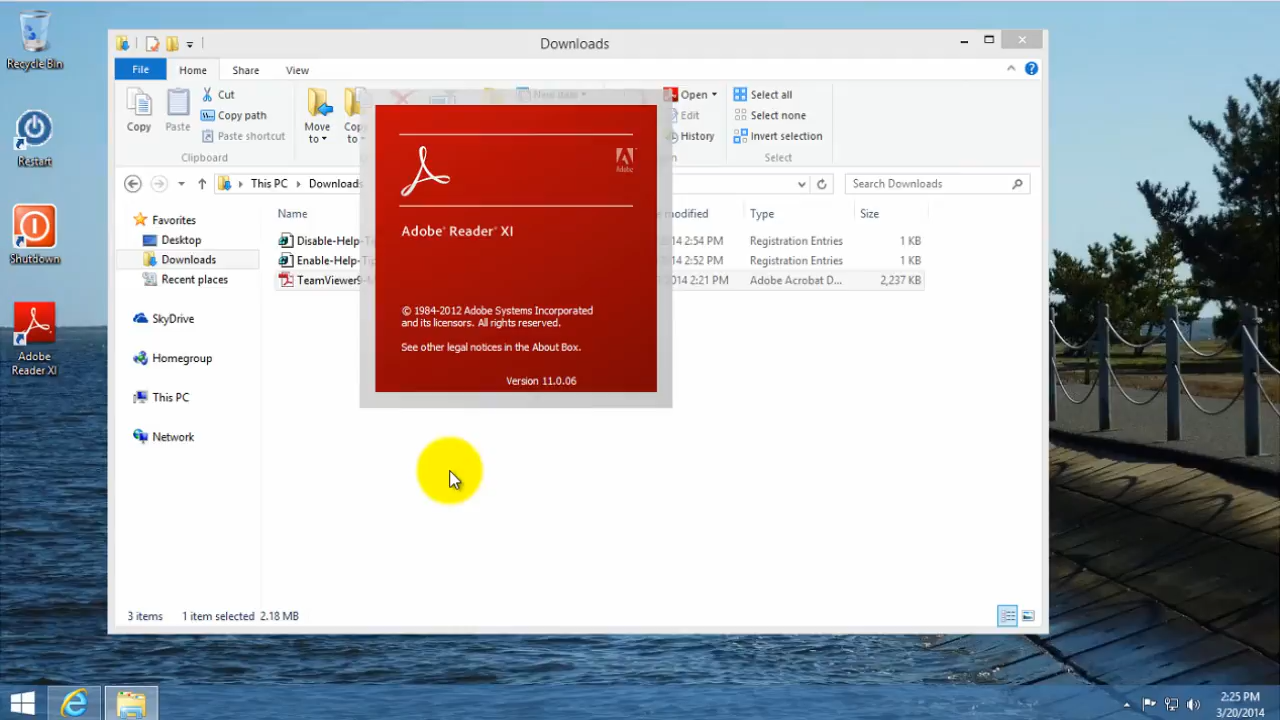 Recycle Bin
Restart
Shutdown
Adobe
Reader XI
Downloads
File Home Share View
Copy
Paste
Cut
Copy path
Paste shortcut
Clipboard
Move
to
to
Open
Edit
History
Select all
Select none
Invert selection
Select
This PC Downloads
Search Downloads
Favorites
Desktop
Downloads
Recent places
SkyDrive
Homegroup
This PC
Network
Name modified Type Size
Disable-Help- 2014 2:54 PM Registration Entries 1 KB
Enable-Help- 2014 2:52 PM Registration Entries 1 KB
TeamViewer9- 2014 2:21 PM Adobe Acrobat D... 2,237 KB
Adobe
Adobe® Reader® XI
© 1984-2012 Adobe Systems Incorporated
and its licensors. All rights reserved.
See other legal notices in the About Box.
Version 11.0.06
3 items 1 item selected 2.18 MB
2:25 PM
3/20/2014